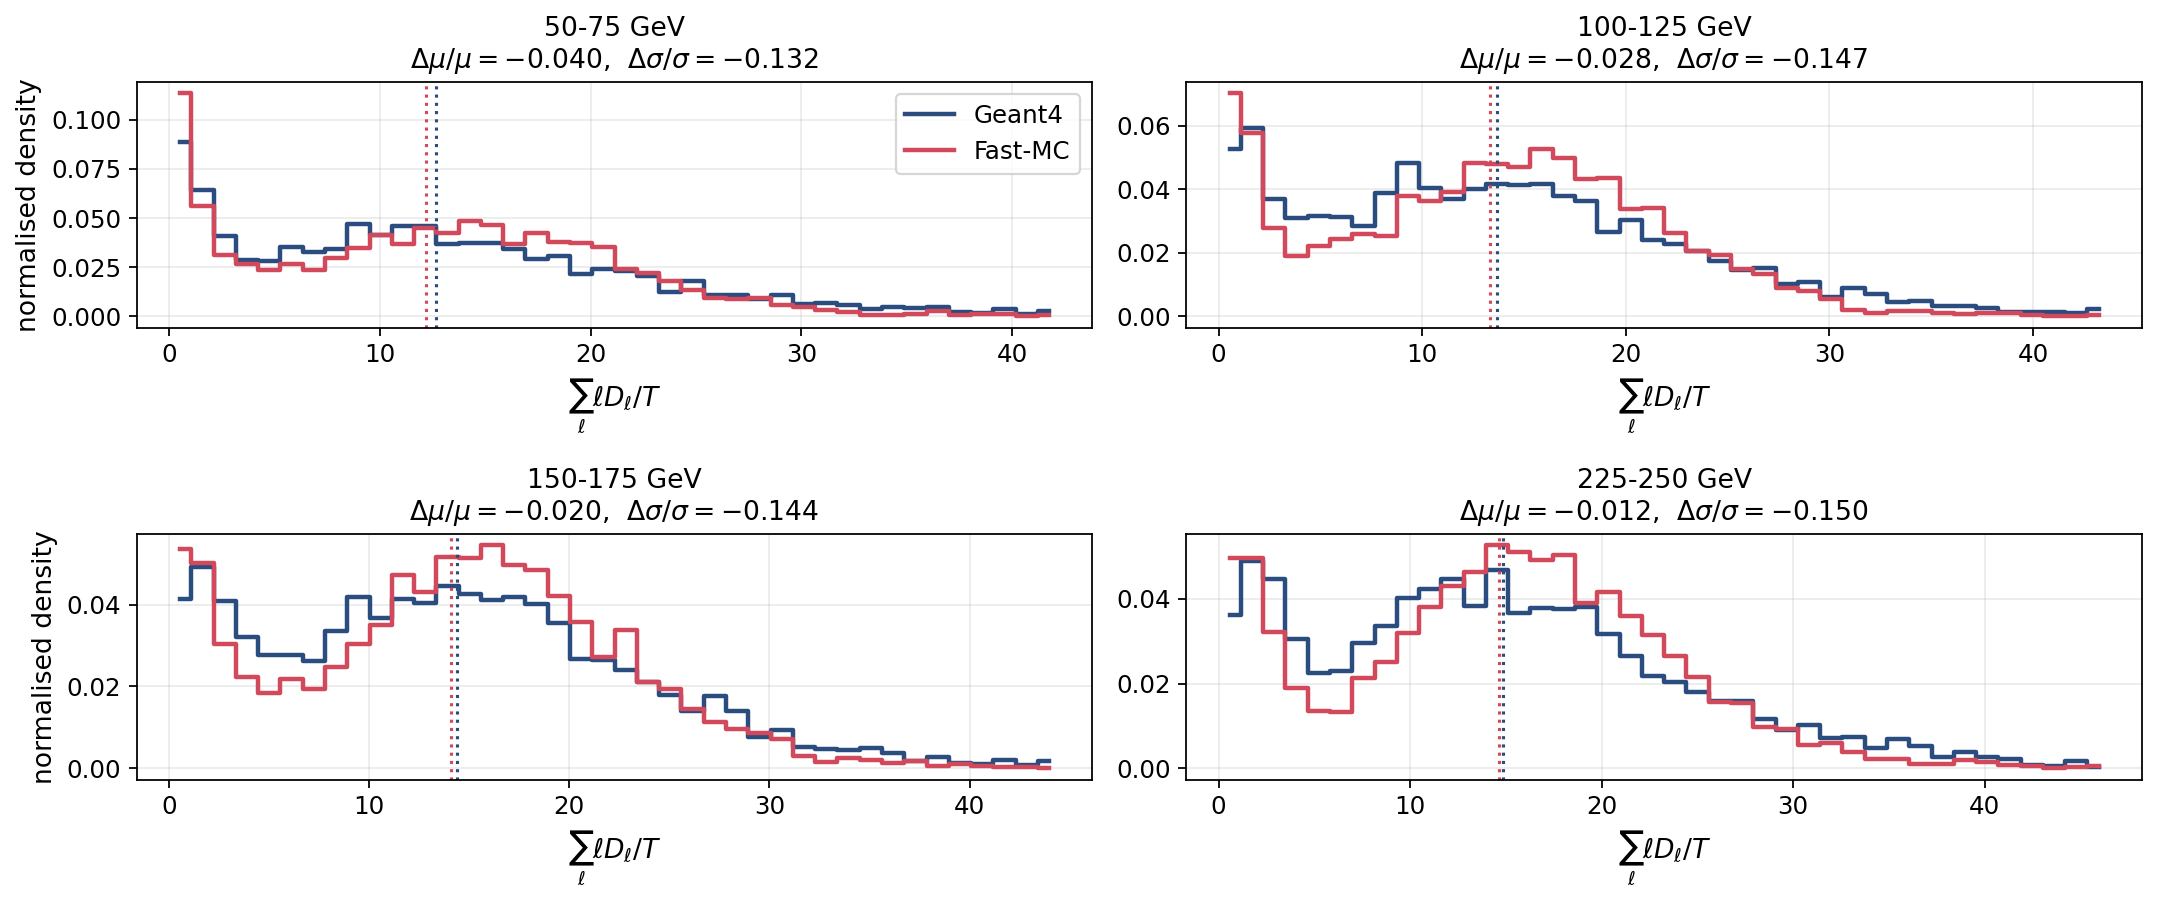 50-75 GeV
Δμ/μ = −0.040, Δσ/σ = −0.132
normalised density
0.100
0.075
0.050
0.025
0.000
Geant4
Fast-MC
0 10 20 30 40
∑ℓ ℓDℓ/T
100-125 GeV
Δμ/μ = −0.028, Δσ/σ = −0.147
0.06
0.04
0.02
0.00
0 10 20 30 40
∑ℓ ℓDℓ/T
150-175 GeV
Δμ/μ = −0.020, Δσ/σ = −0.144
normalised density
0.04
0.02
0.00
0 10 20 30 40
∑ℓ ℓDℓ/T
225-250 GeV
Δμ/μ = −0.012, Δσ/σ = −0.150
0.04
0.02
0.00
0 10 20 30 40
∑ℓ ℓDℓ/T